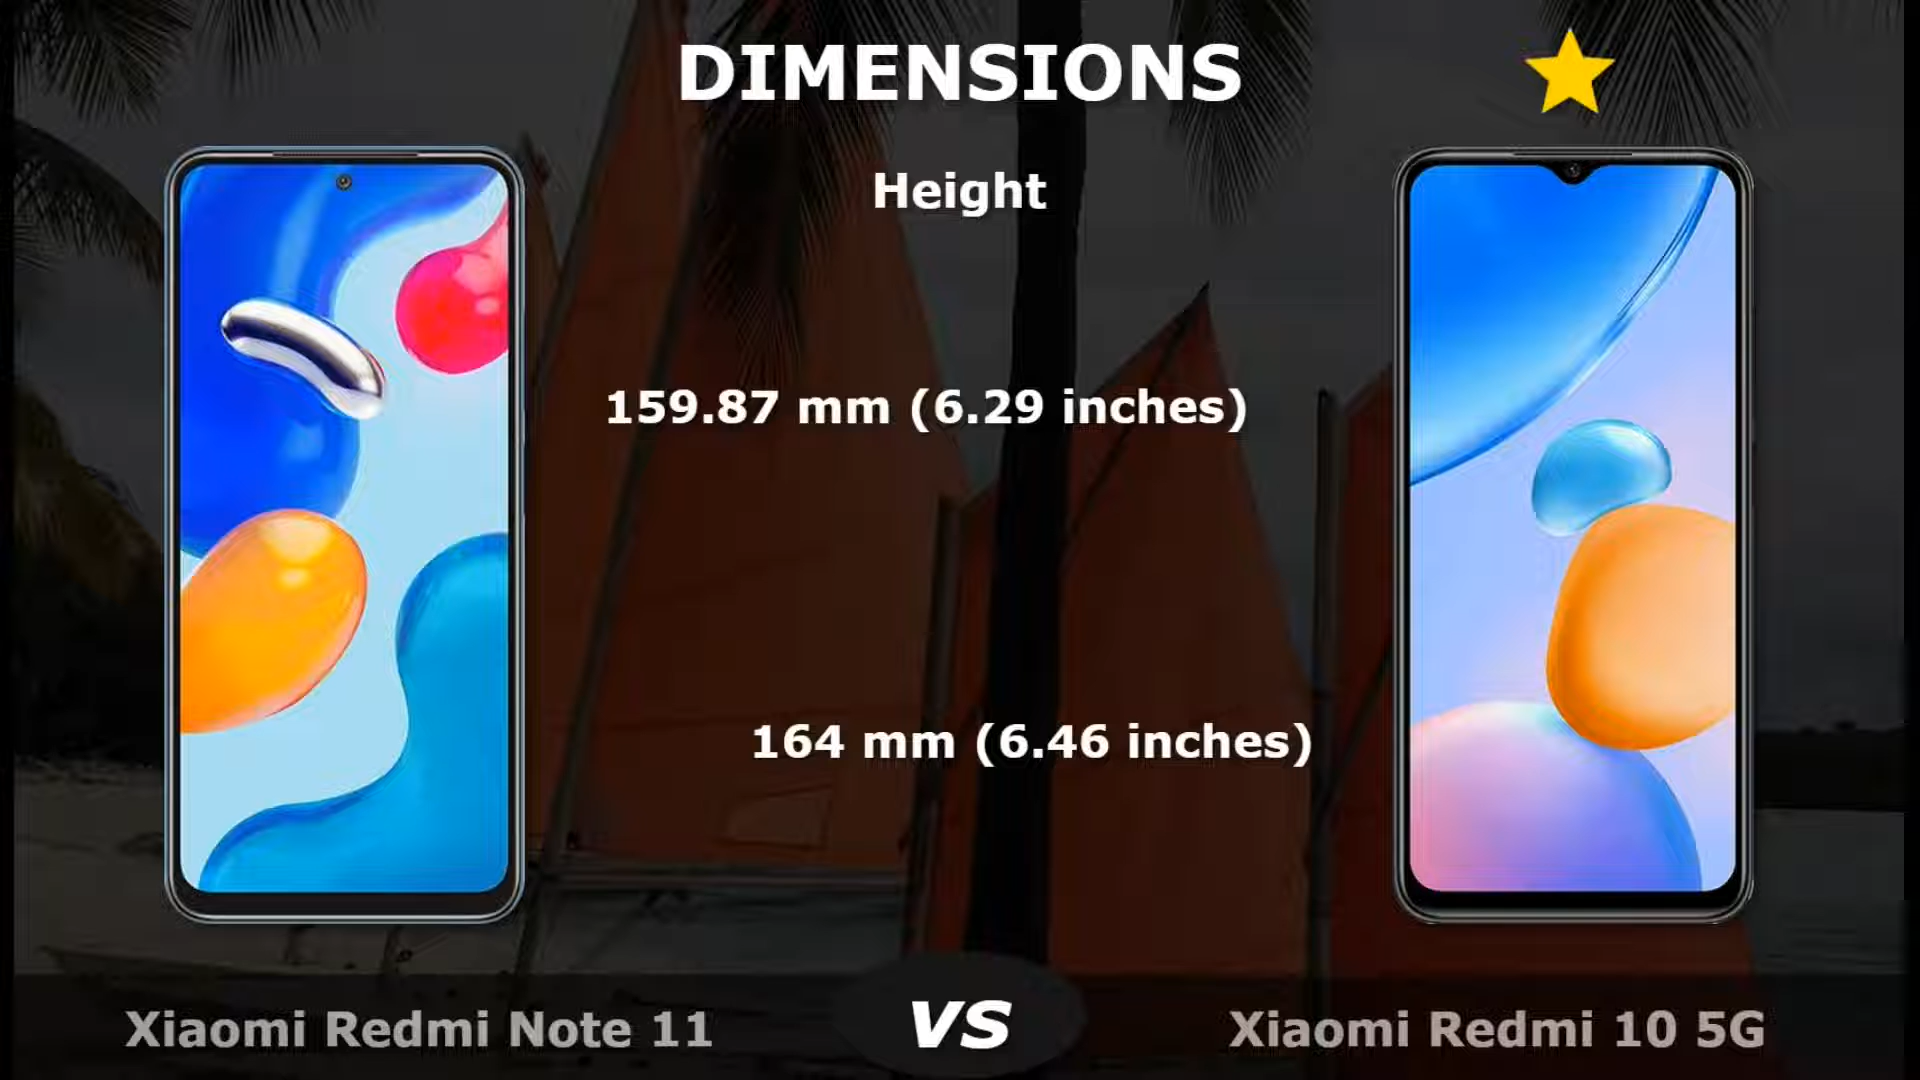 DIMENSIONS
Height
159.87 mm (6.29 inches)
164 mm (6.46 inches)
Xiaomi Redmi Note 11
VS
Xiaomi Redmi 10 5G